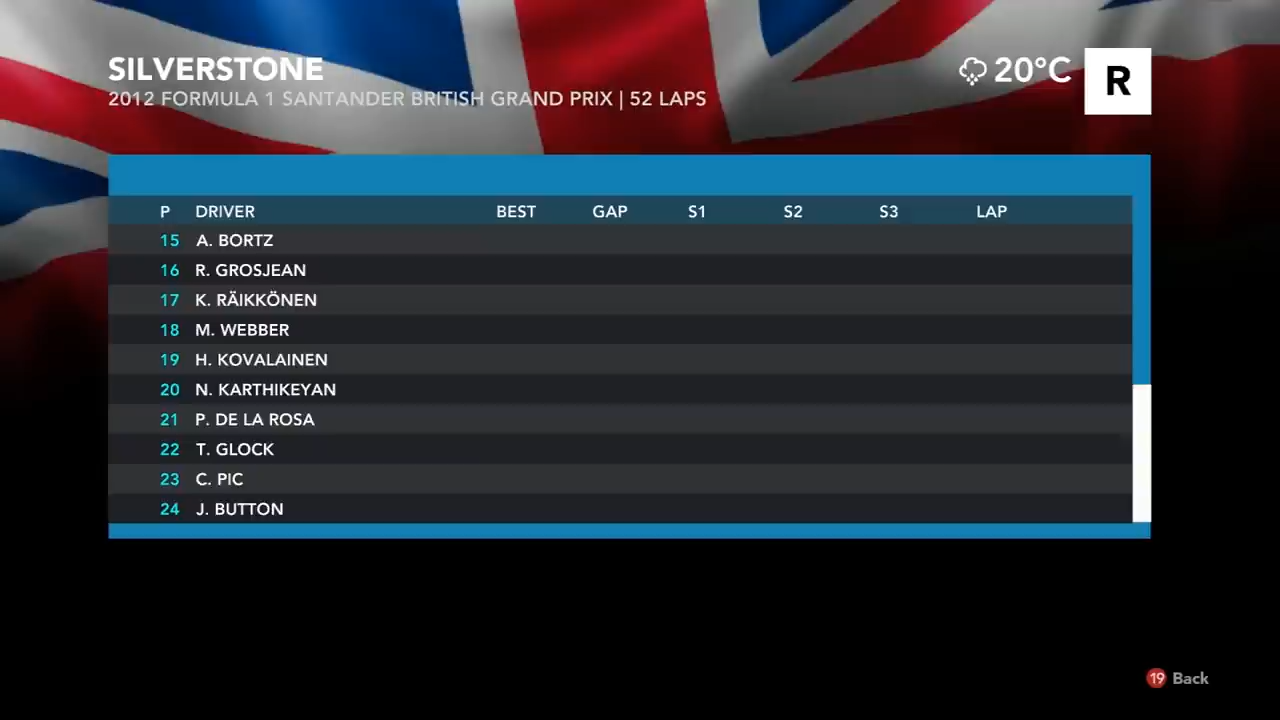 SILVERSTONE
2012 FORMULA 1 SANTANDER BRITISH GRAND PRIX | 52 LAPS
20°C
R
P DRIVER BEST GAP S1 S2 S3 LAP
15 A. BORTZ
16 R. GROSJEAN
17 K. RÄIKKÖNEN
18 M. WEBBER
19 H. KOVALAINEN
20 N. KARTHIKEYAN
21 P. DE LA ROSA
22 T. GLOCK
23 C. PIC
24 J. BUTTON
19 Back